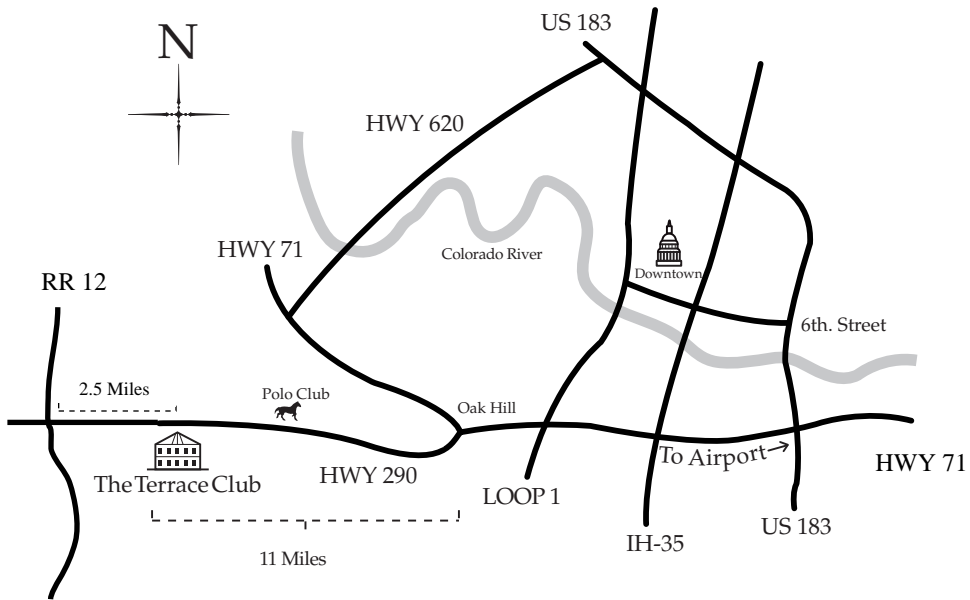 US 183
N
HWY 620
HWY 71
Colorado River
Downtown
RR 12
6th. Street
2.5 Miles
Polo Club
Oak Hill
To Airport
HWY 71
HWY 290
The Terrace Club
LOOP 1
US 183
IH-35
11 Miles